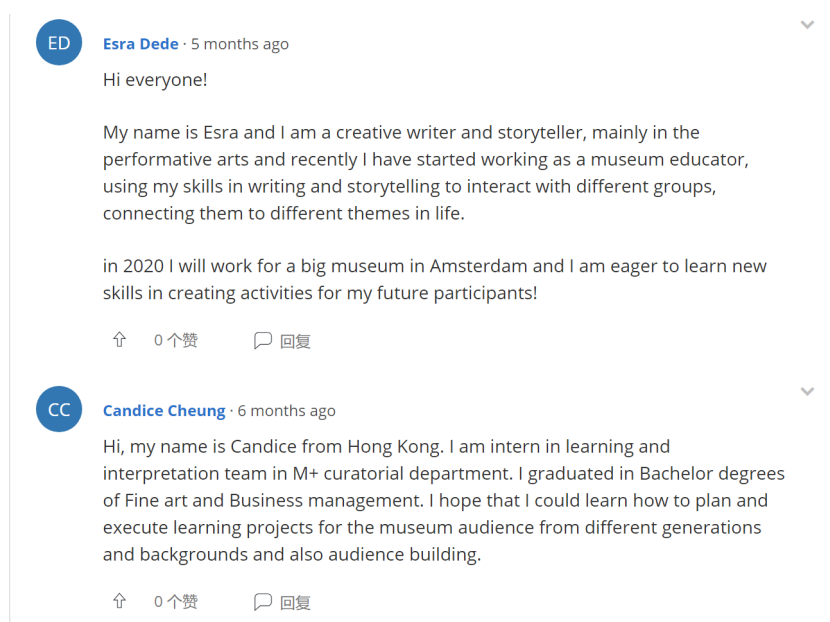 ED
Esra Dede · 5 months ago
Hi everyone!
My name is Esra and I am a creative writer and storyteller, mainly in the
performative arts and recently I have started working as a museum educator,
using my skills in writing and storytelling to interact with different groups,
connecting them to different themes in life.
in 2020 I will work for a big museum in Amsterdam and I am eager to learn new
skills in creating activities for my future participants!
0 个赞 回复
CC
Candice Cheung · 6 months ago
Hi, my name is Candice from Hong Kong. I am intern in learning and
interpretation team in M+ curatorial department. I graduated in Bachelor degrees
of Fine art and Business management. I hope that I could learn how to plan and
execute learning projects for the museum audience from different generations
and backgrounds and also audience building.
0 个赞 回复